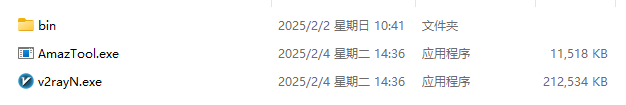 bin 2025/2/2 星期日 10:41 文件夹
AmazTool.exe 2025/2/4 星期二 14:36 应用程序 11,518 KB
v2rayN.exe 2025/2/4 星期二 14:36 应用程序 212,534 KB